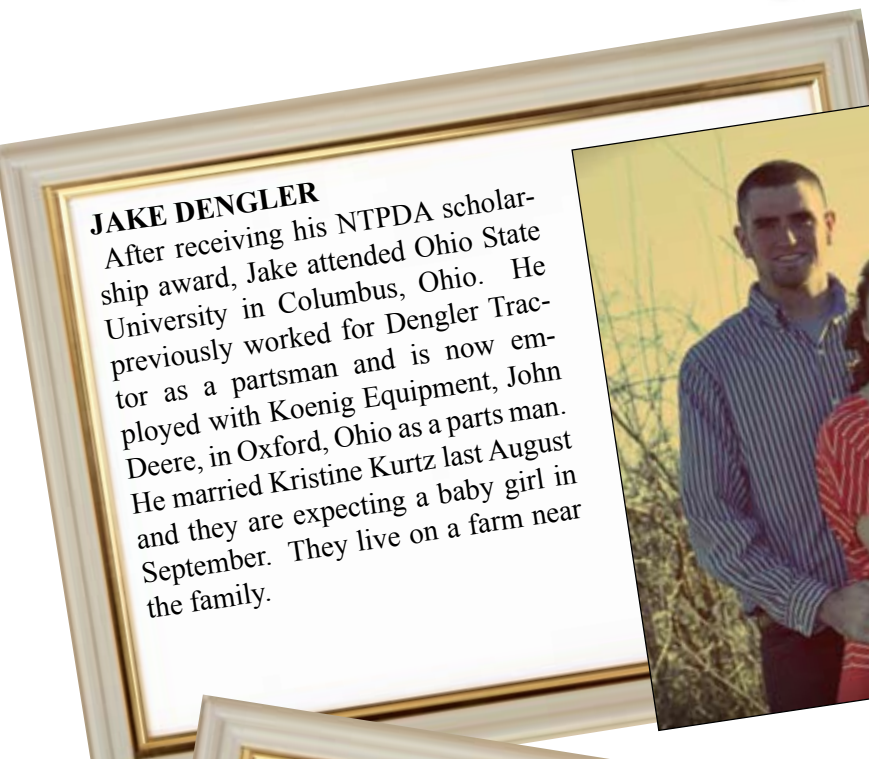 JAKE DENGLER
After receiving his NTPDA scholar-
ship award, Jake attended Ohio State
University in Columbus, Ohio. He
previously worked for Dengler Trac-
tor as a partsman and is now em-
ployed with Koenig Equipment, John
Deere, in Oxford, Ohio as a parts man.
He married Kristine Kurtz last August
and they are expecting a baby girl in
September. They live on a farm near
the family.